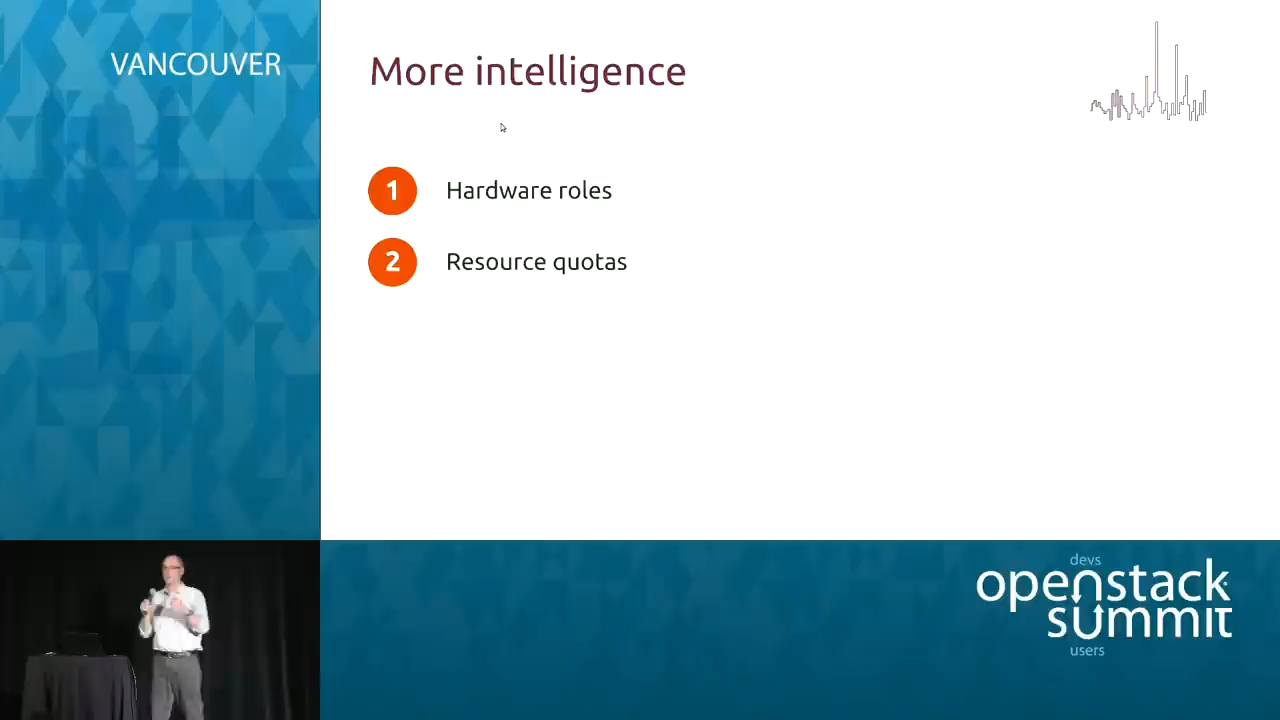 VANCOUVER
More intelligence
1 Hardware roles
2 Resource quotas
devs
openstack
summit
users